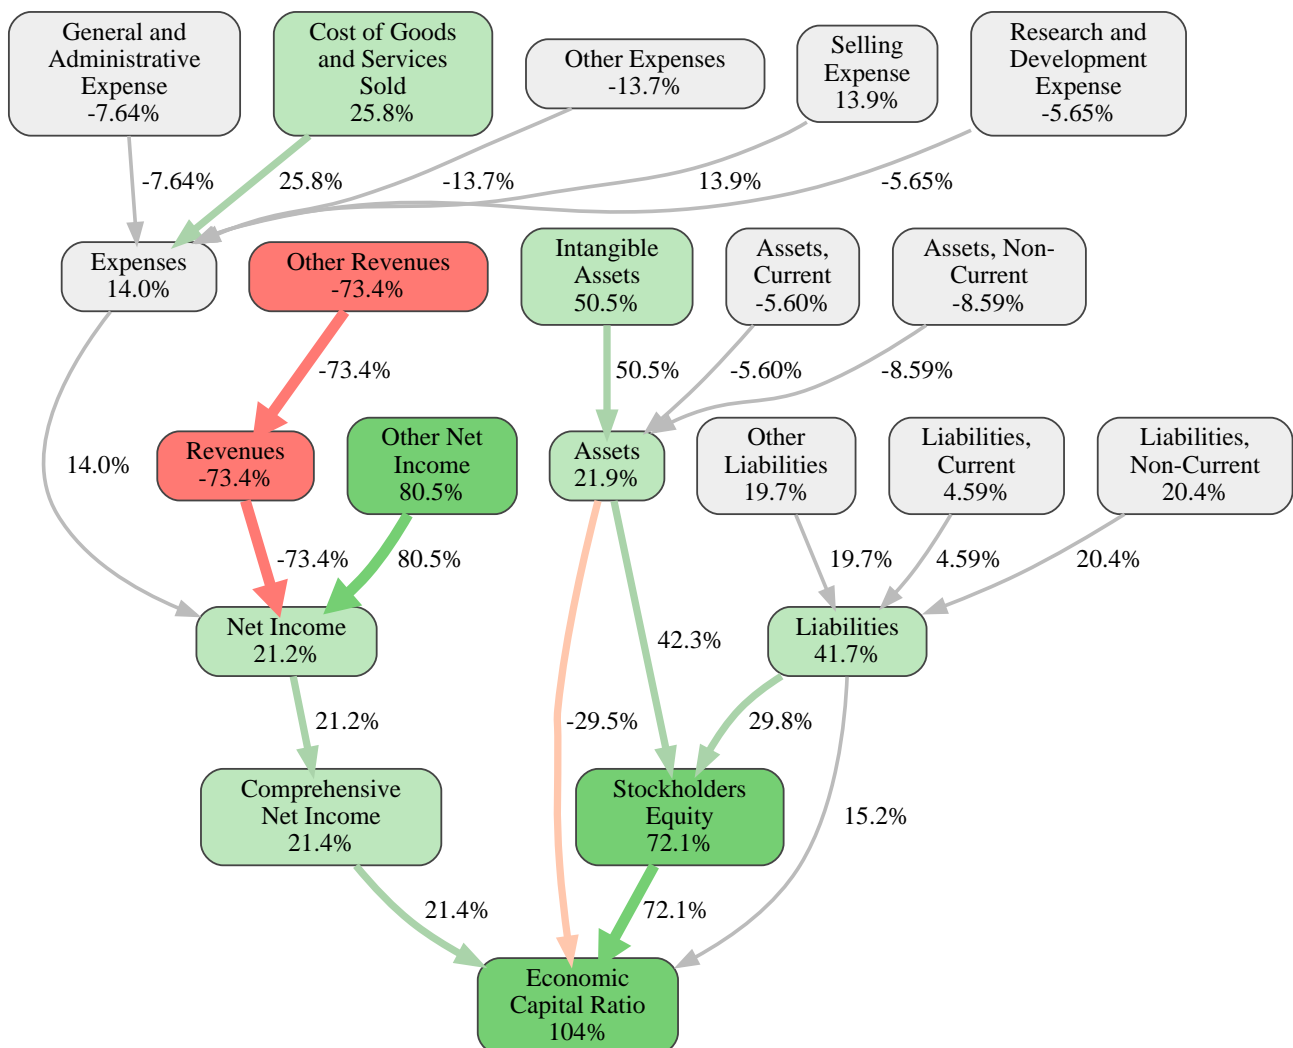 General and
Administrative
Expense
-7.64%
Cost of Goods
and Services
Sold
25.8%
Other Expenses
-13.7%
Selling
Expense
13.9%
Research and
Development
Expense
-5.65%
-7.64%
25.8%
-13.7%
13.9%
-5.65%
Expenses
14.0%
Other Revenues
-73.4%
Intangible
Assets
50.5%
Assets,
Current
-5.60%
Assets, Non-
Current
-8.59%
-73.4%
50.5%
-5.60%
-8.59%
14.0%
Revenues
-73.4%
Other Net
Income
80.5%
Assets
21.9%
Other
Liabilities
19.7%
Liabilities,
Current
4.59%
Liabilities,
Non-Current
20.4%
-73.4%
80.5%
19.7%
4.59%
20.4%
Net Income
21.2%
42.3%
Liabilities
41.7%
21.2%
-29.5%
29.8%
Comprehensive
Net Income
21.4%
Stockholders
Equity
72.1%
15.2%
21.4%
72.1%
Economic
Capital Ratio
104%